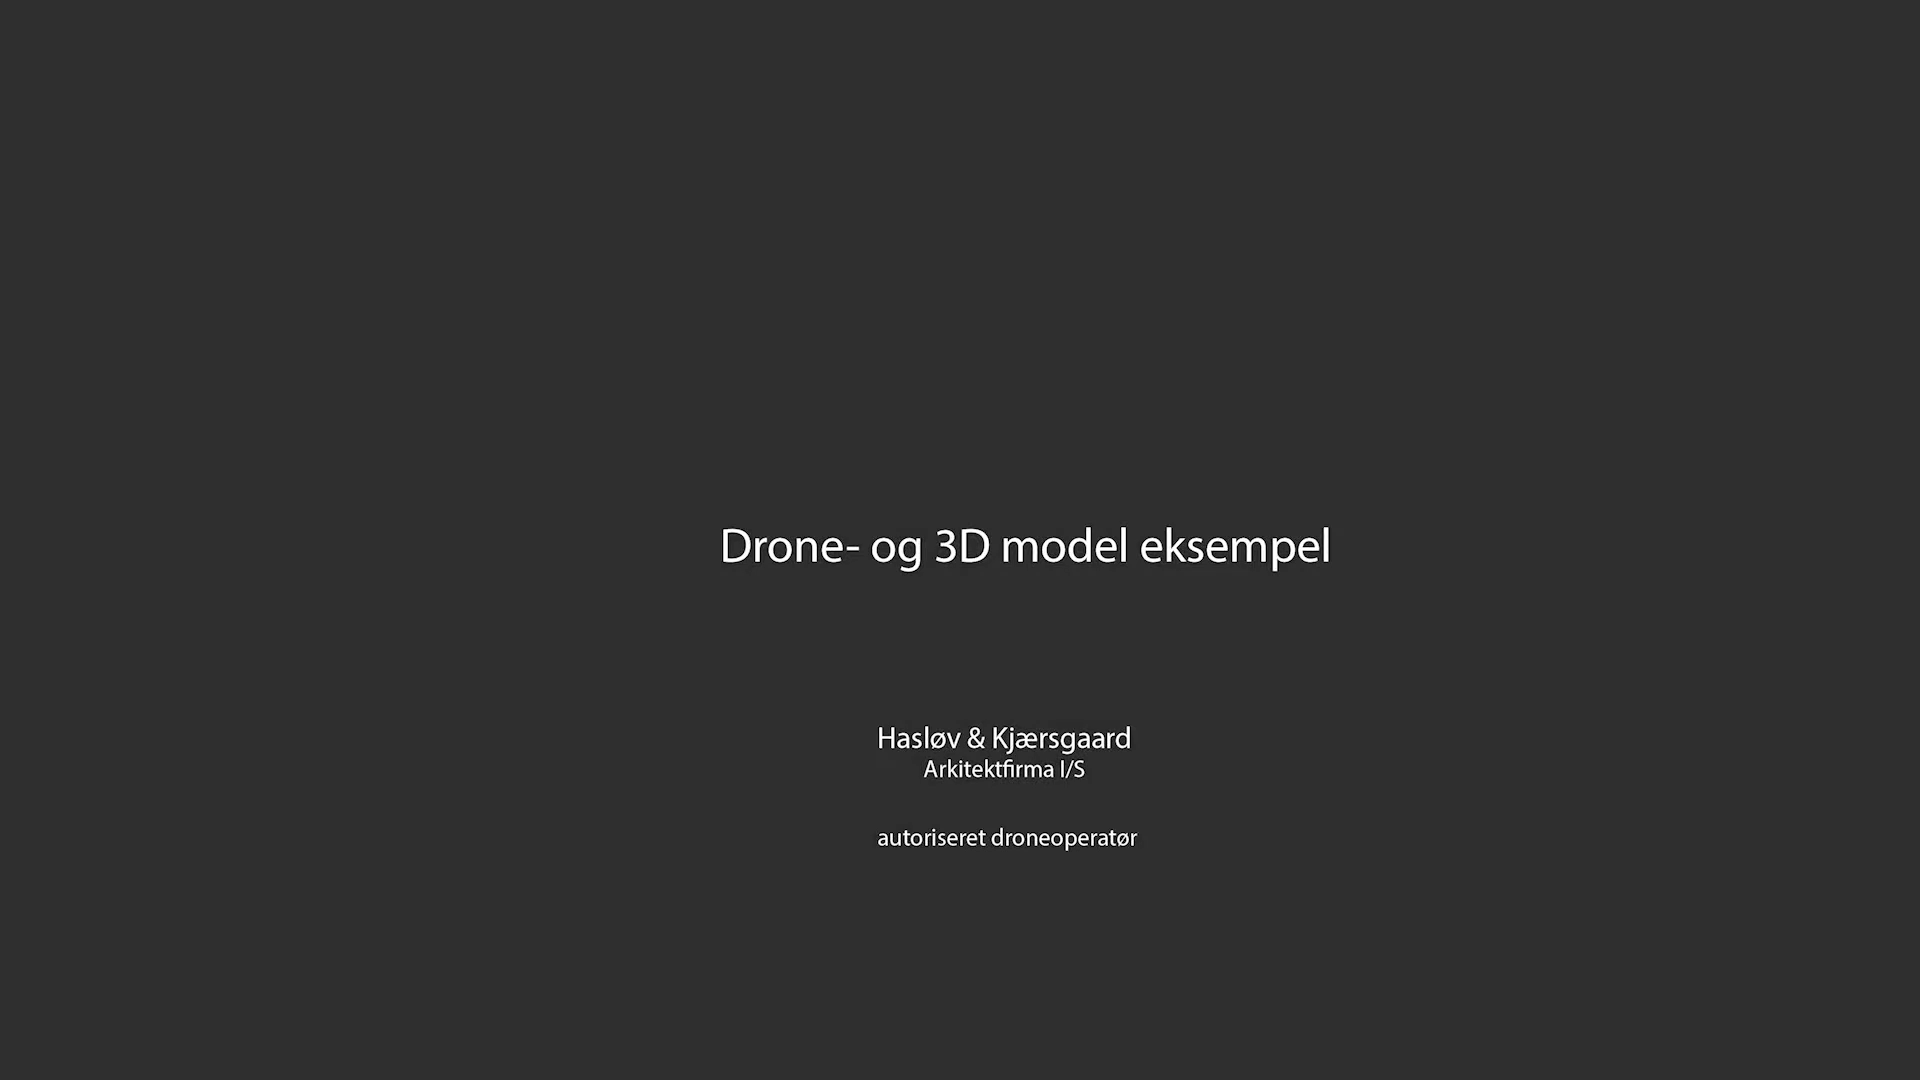 Drone- og 3D model eksempel
Hasløv & Kjærsgaard
Arkitektfirma I/S
autoriseret droneoperatør